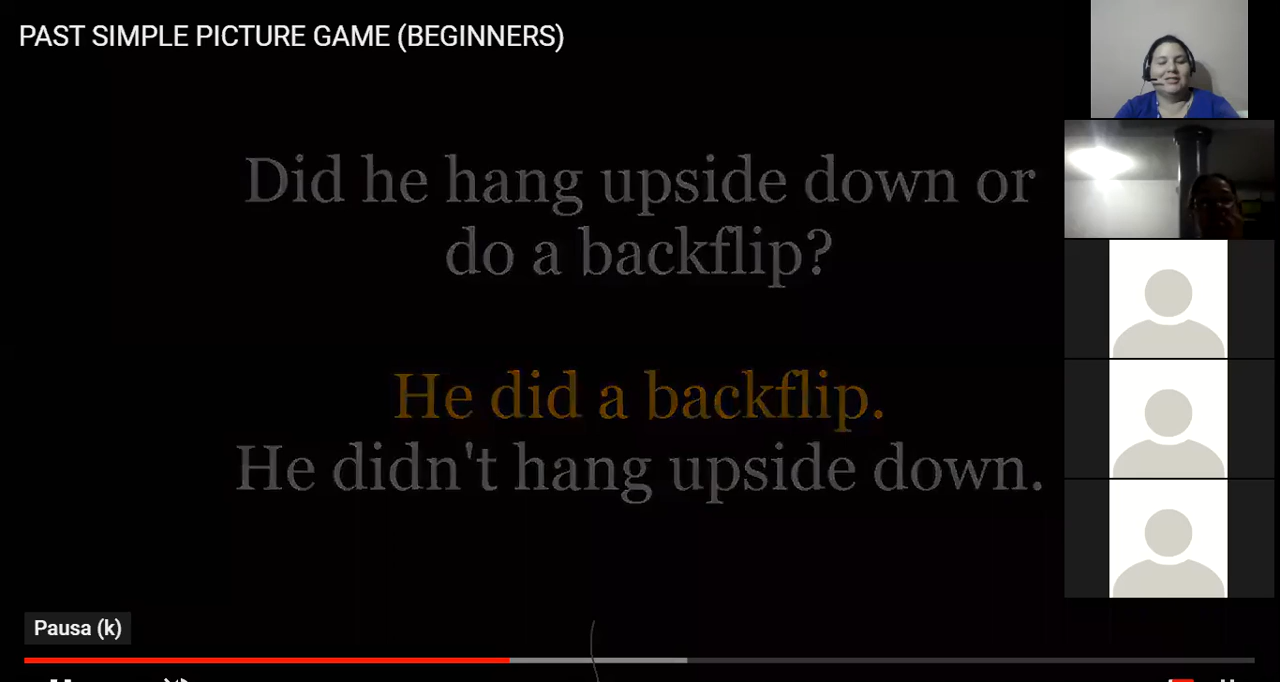 PAST SIMPLE PICTURE GAME (BEGINNERS)
Did he hang upside down or
do a backflip?
He did a backflip.
He didn't hang upside down.
Pausa (k)